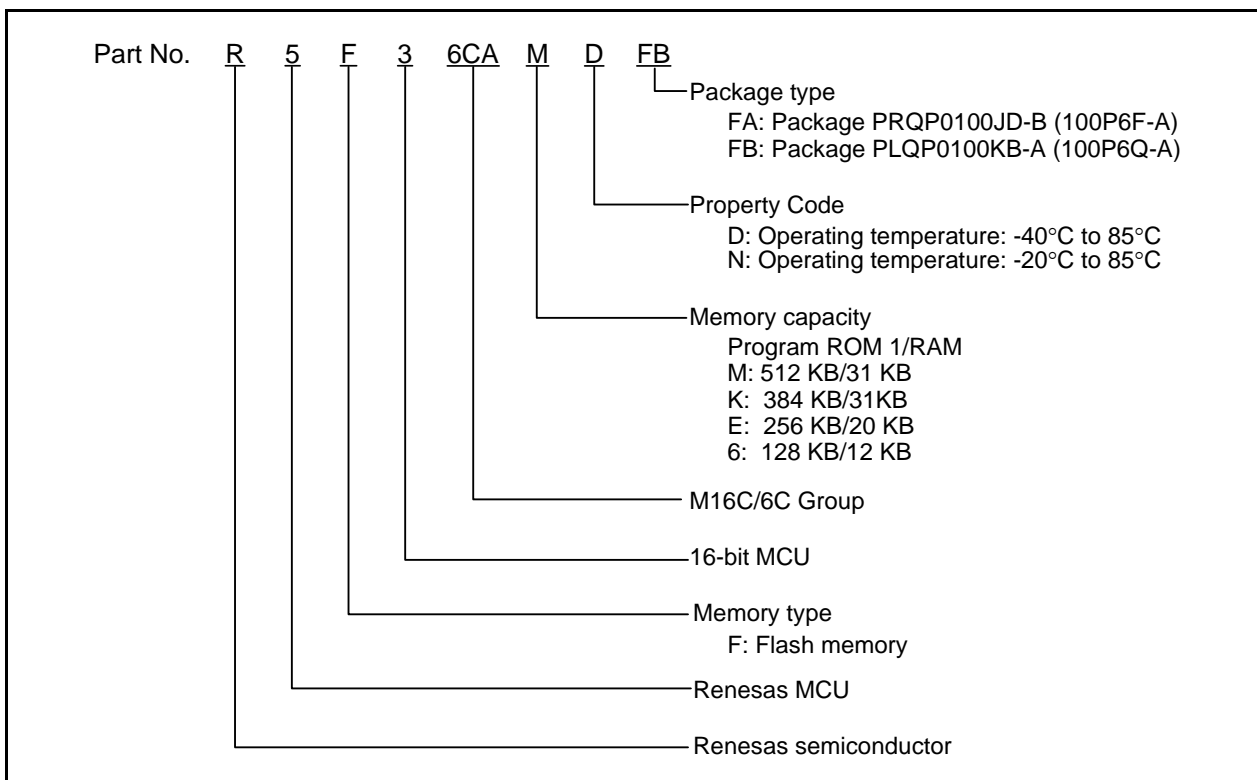 Part No. R 5 F 3 6CA M D FB
Package type
FA: Package PRQP0100JD-B (100P6F-A)
FB: Package PLQP0100KB-A (100P6Q-A)
Property Code
D: Operating temperature: -40°C to 85°C
N: Operating temperature: -20°C to 85°C
Memory capacity
Program ROM 1/RAM
M: 512 KB/31 KB
K: 384 KB/31KB
E: 256 KB/20 KB
6: 128 KB/12 KB
M16C/6C Group
16-bit MCU
Memory type
F: Flash memory
Renesas MCU
Renesas semiconductor